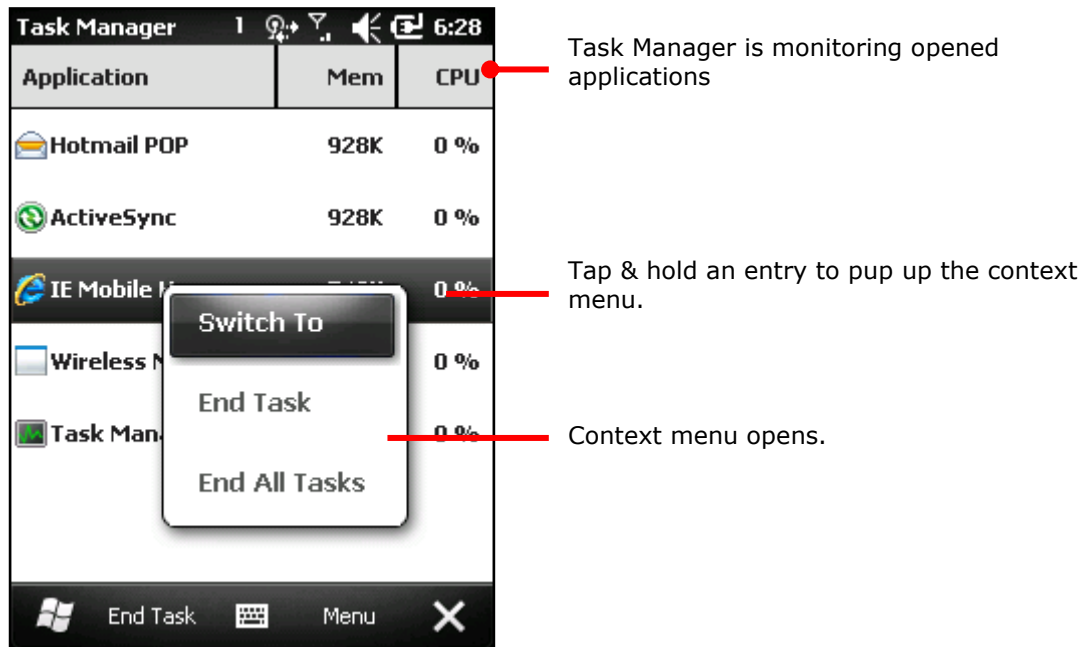 Task Manager 1 6:28
Application Mem CPU
Hotmail POP 928K 0 %
ActiveSync 928K 0 %
IE Mobile 0 %
Switch To
Wireless 0 %
End Task
Task Man 0 %
End All Tasks
End Task Menu
Task Manager is monitoring opened
applications
Tap & hold an entry to pup up the context
menu.
Context menu opens.